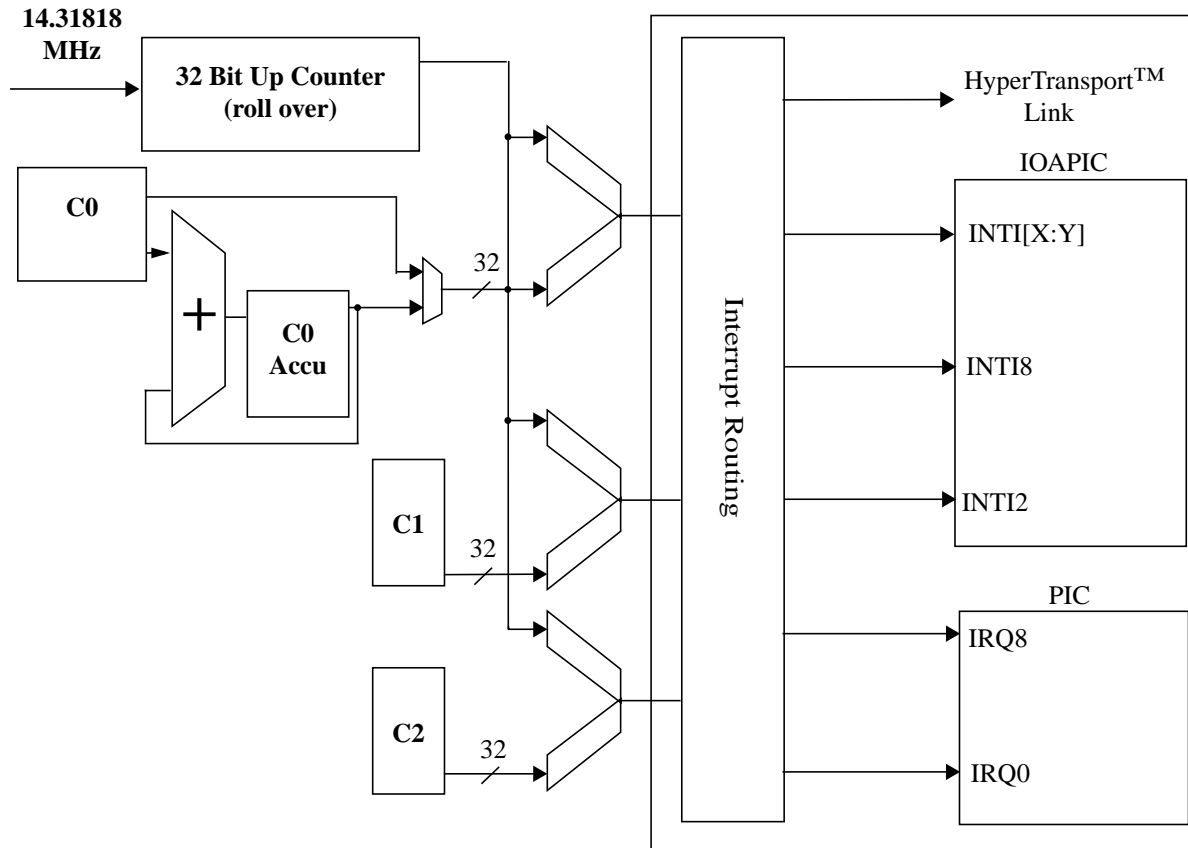 14.31818
MHz
32 Bit Up Counter
(roll over)
HyperTransport™
Link
IOAPIC
C0
INTI[X:Y]
32
+
C0
Accu
Interrupt Routing
INTI8
INTI2
C1
32
PIC
IRQ8
C2
32
IRQ0